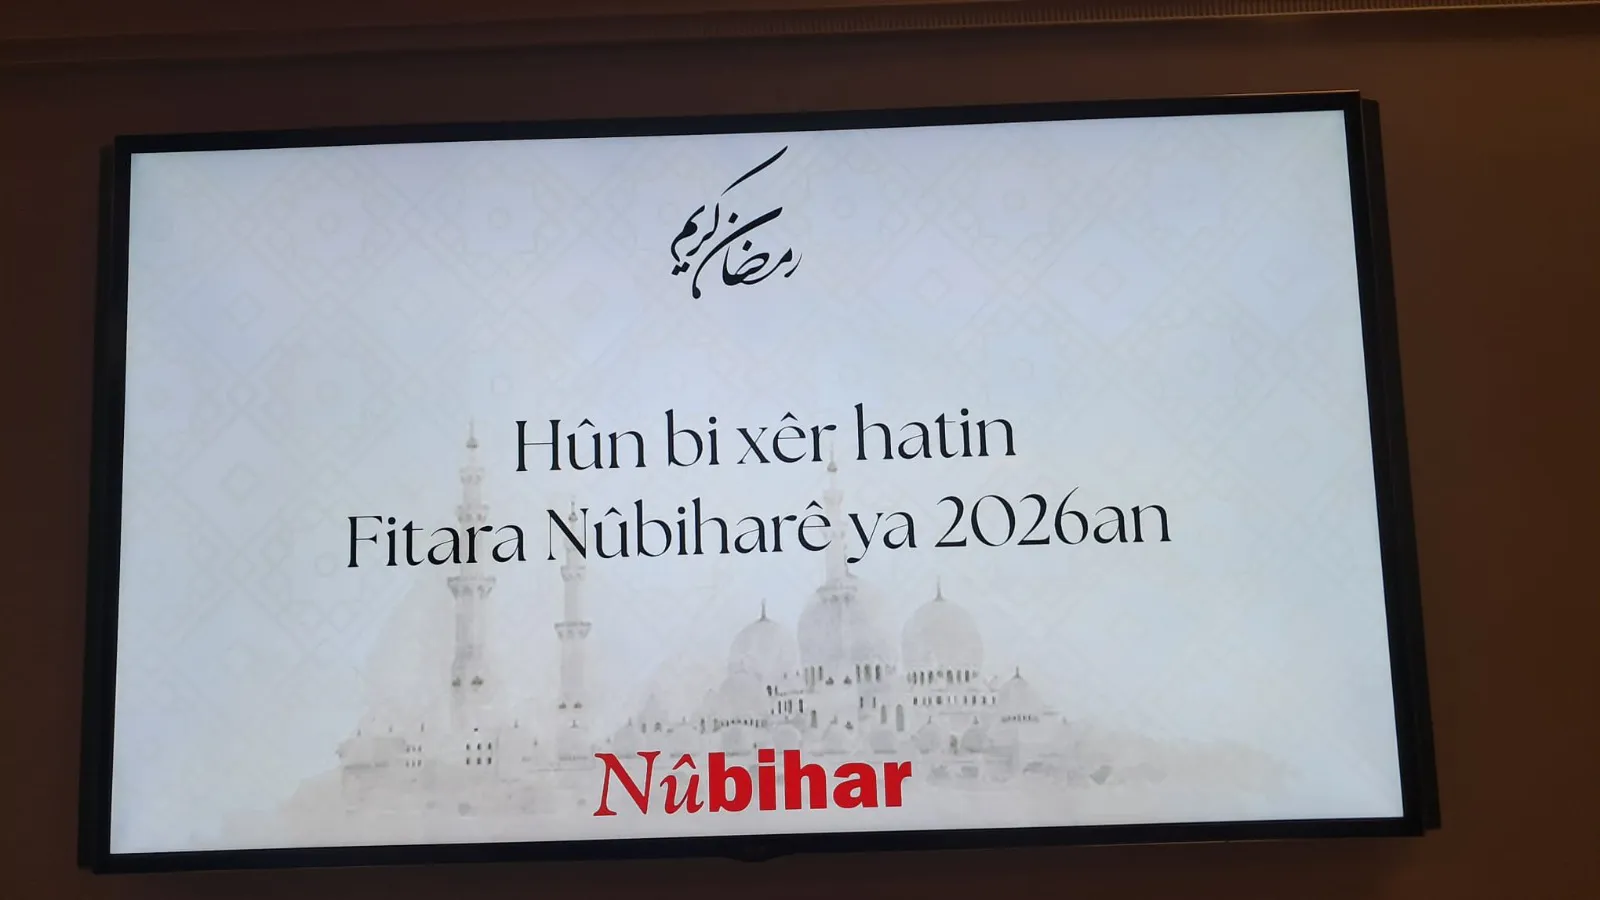 رمضان كريم
Hûn bi xêr hatin
Fitara Nûbiharê ya 2026an
Nûbihar